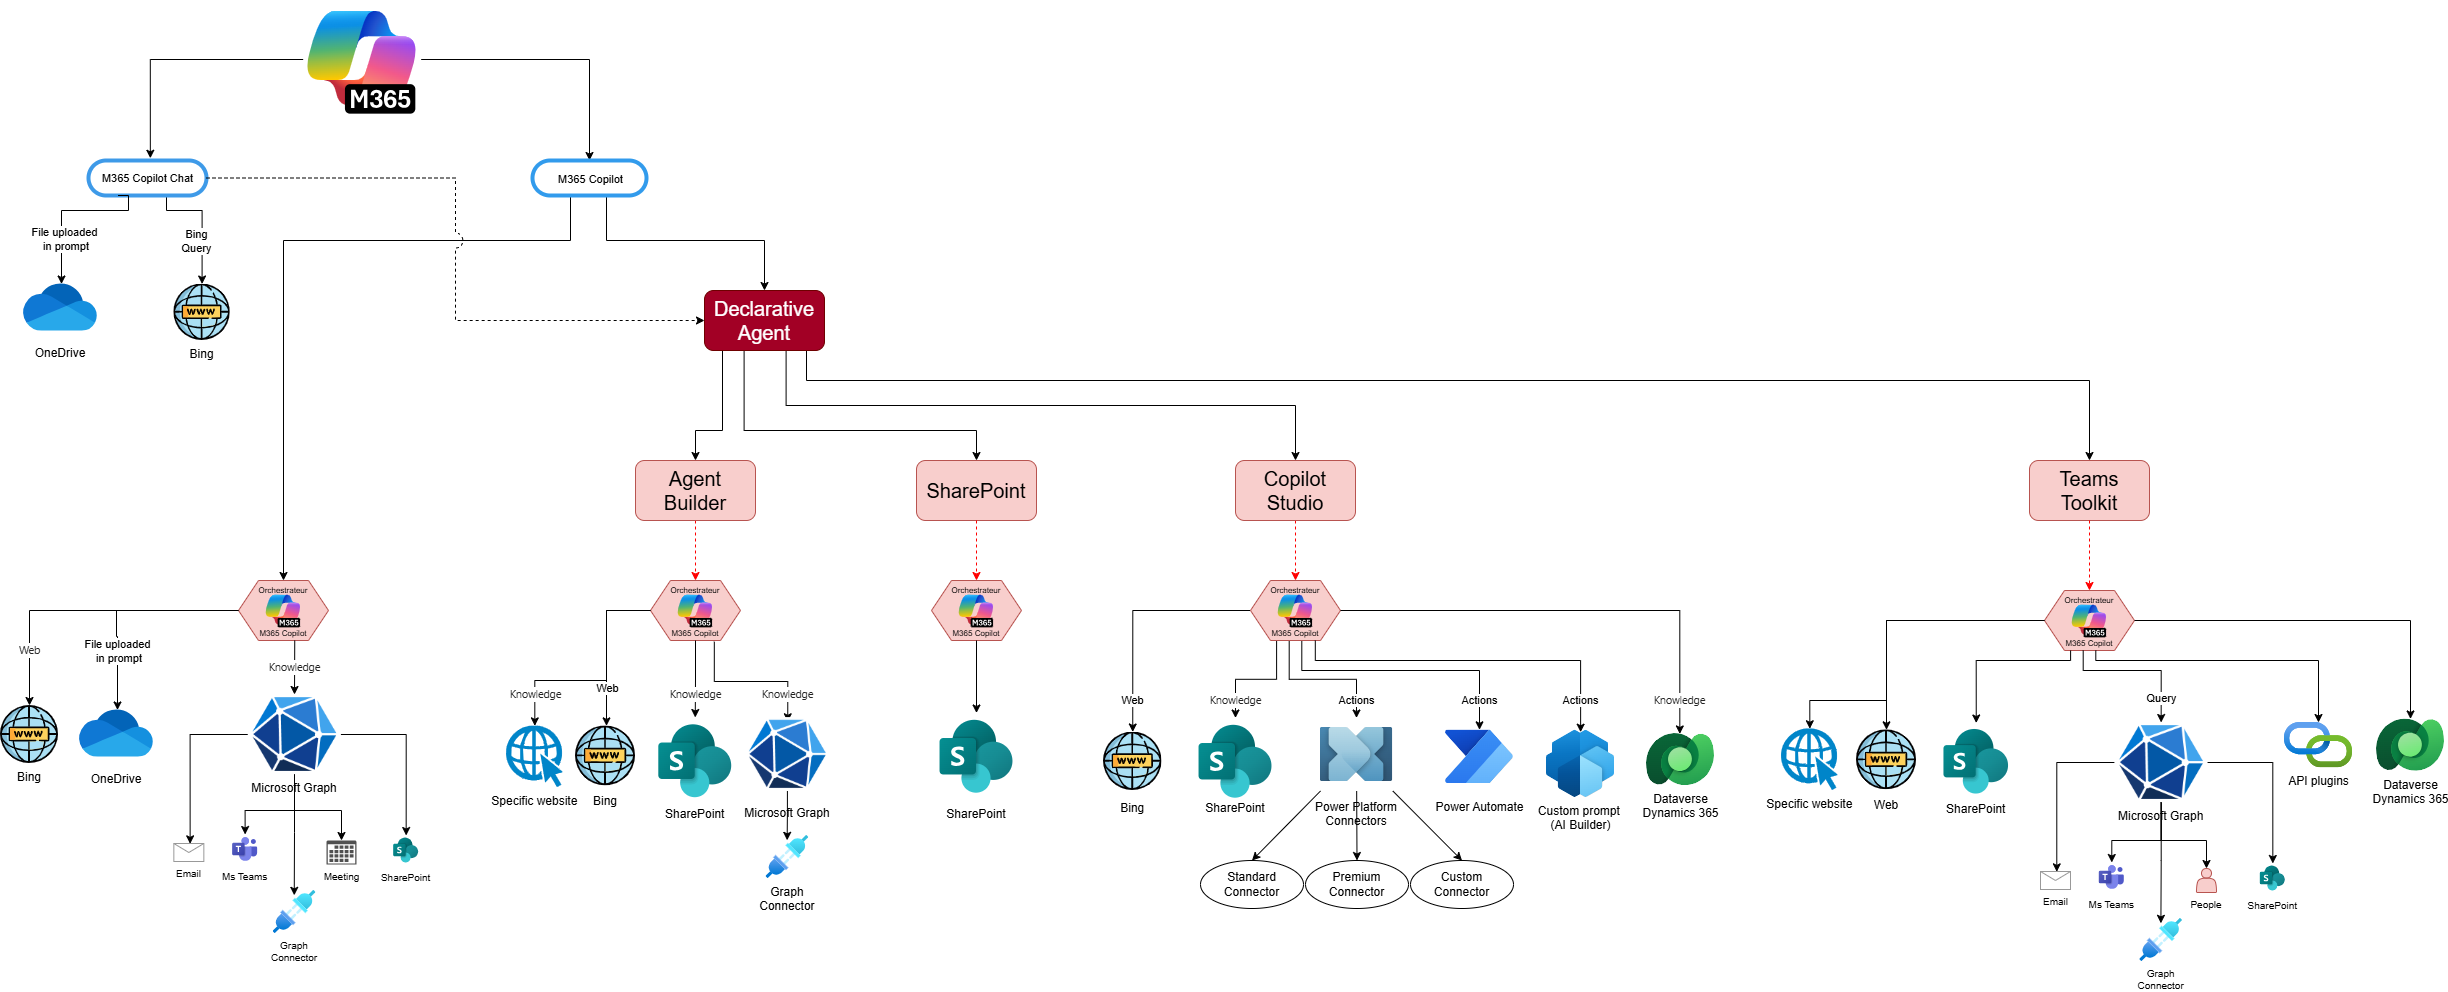 M365
M365 Copilot Chat
M365 Copilot
File uploaded
in prompt
Bing
Query
OneDrive
www
Bing
Declarative
Agent
Agent
Builder
SharePoint
Copilot
Studio
Teams
Toolkit
Orchestrateur
M365
M365 Copilot
Web
File uploaded
in prompt
Knowledge
www
Bing
OneDrive
Microsoft Graph
Email
T
Ms Teams
Meeting
S
SharePoint
Graph
Connector
Orchestrateur
M365
M365 Copilot
Knowledge
Web
Knowledge
Knowledge
Specific website
www
Bing
S
SharePoint
Microsoft Graph
Graph
Connector
Orchestrateur
M365
M365 Copilot
S
SharePoint
Orchestrateur
M365
M365 Copilot
Web
Knowledge
Actions
Actions
Actions
Knowledge
www
Bing
S
SharePoint
Power Platform
Connectors
Power Automate
Custom prompt
(AI Builder)
Dataverse
Dynamics 365
Standard
Connector
Premium
Connector
Custom
Connector
Orchestrateur
M365
M365 Copilot
Query
Specific website
www
Web
S
SharePoint
Microsoft Graph
API plugins
Dataverse
Dynamics 365
Email
T
Ms Teams
People
S
SharePoint
Graph
Connector